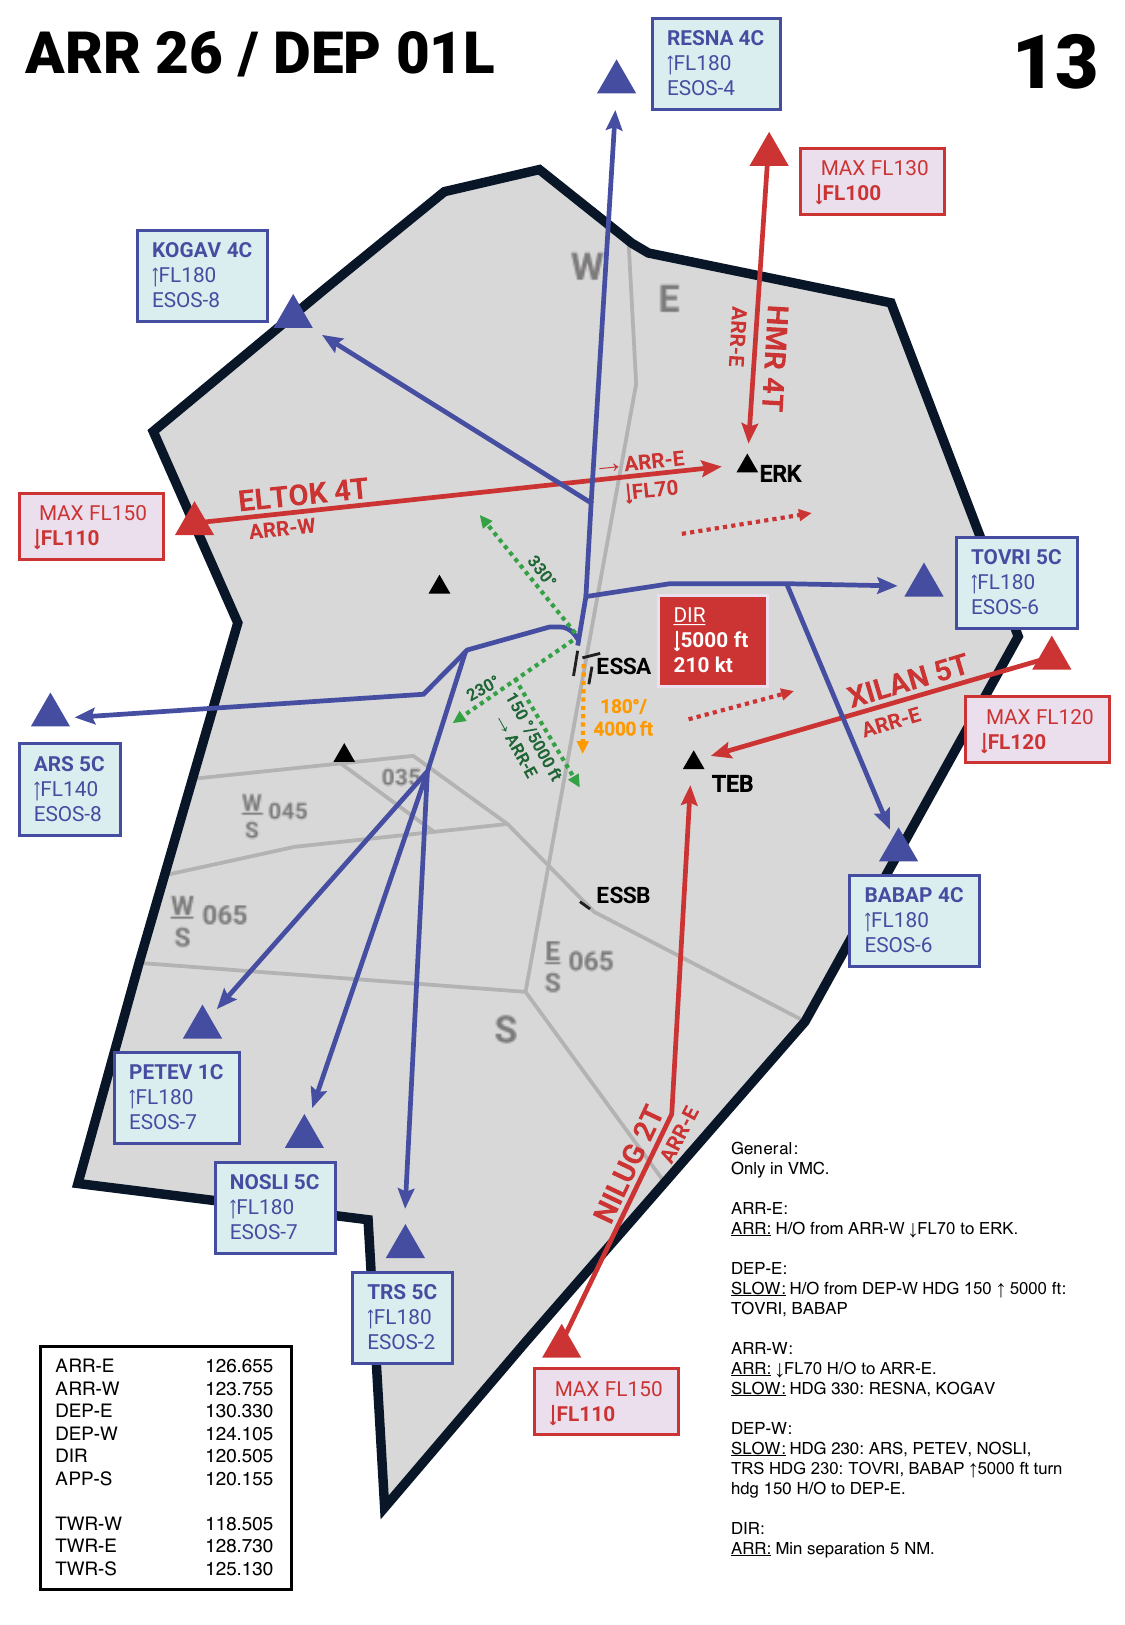 ARR 26 / DEP 01L
13
RESNA 4C
↑FL180
ESOS-4
MAX FL130
↓FL100
KOGAV 4C
↑FL180
ESOS-8
W
E
ARR-E
HMR 4T
→ARR-E
↓FL70
ERK
ELTOK 4T
ARR-W
MAX FL150
↓FL110
330°
TOVRI 5C
↑FL180
ESOS-6
DIR
↓5000 ft
210 kt
ESSA
230°
150°/5000 ft
→ARR-E
180°/
4000 ft
XILAN 5T
ARR-E
MAX FL120
↓FL120
ARS 5C
↑FL140
ESOS-8
TEB
035
W
S
045
W
S
065
ESSB
E
S
065
S
BABAP 4C
↑FL180
ESOS-6
PETEV 1C
↑FL180
ESOS-7
NOSLI 5C
↑FL180
ESOS-7
TRS 5C
↑FL180
ESOS-2
NILUG 2T
ARR-E
MAX FL150
↓FL110
General:
Only in VMC.
ARR-E:
ARR: H/O from ARR-W ↓FL70 to ERK.
DEP-E:
SLOW: H/O from DEP-W HDG 150 ↑ 5000 ft:
TOVRI, BABAP
ARR-W:
ARR: ↓FL70 H/O to ARR-E.
SLOW: HDG 330: RESNA, KOGAV
DEP-W:
SLOW: HDG 230: ARS, PETEV, NOSLI,
TRS HDG 230: TOVRI, BABAP ↑5000 ft turn
hdg 150 H/O to DEP-E.
DIR:
ARR: Min separation 5 NM.
ARR-E 126.655
ARR-W 123.755
DEP-E 130.330
DEP-W 124.105
DIR 120.505
APP-S 120.155
TWR-W 118.505
TWR-E 128.730
TWR-S 125.130